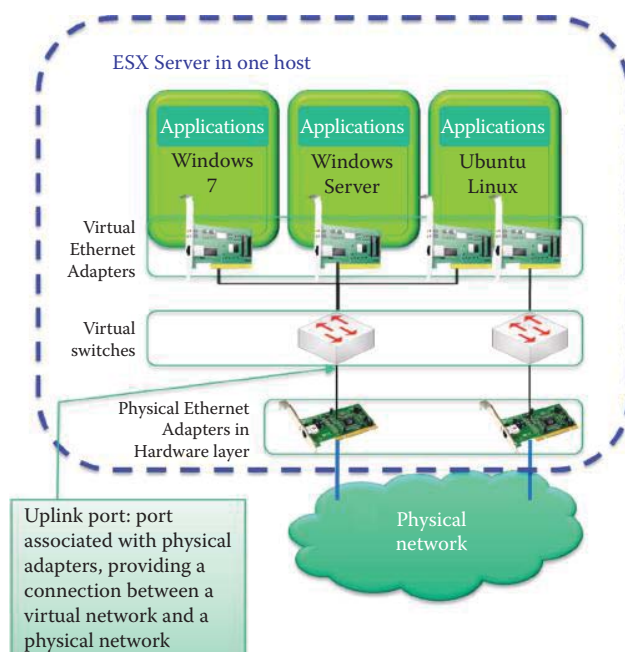 ESX Server in one host
Applications
Windows
7
Applications
Windows
Server
Applications
Ubuntu
Linux
Virtual
Ethernet
Adapters
Virtual
switches
Physical Ethernet
Adapters in
Hardware layer
Uplink port: port
associated with physical
adapters, providing a
connection between a
virtual network and a
physical network
Physical
network